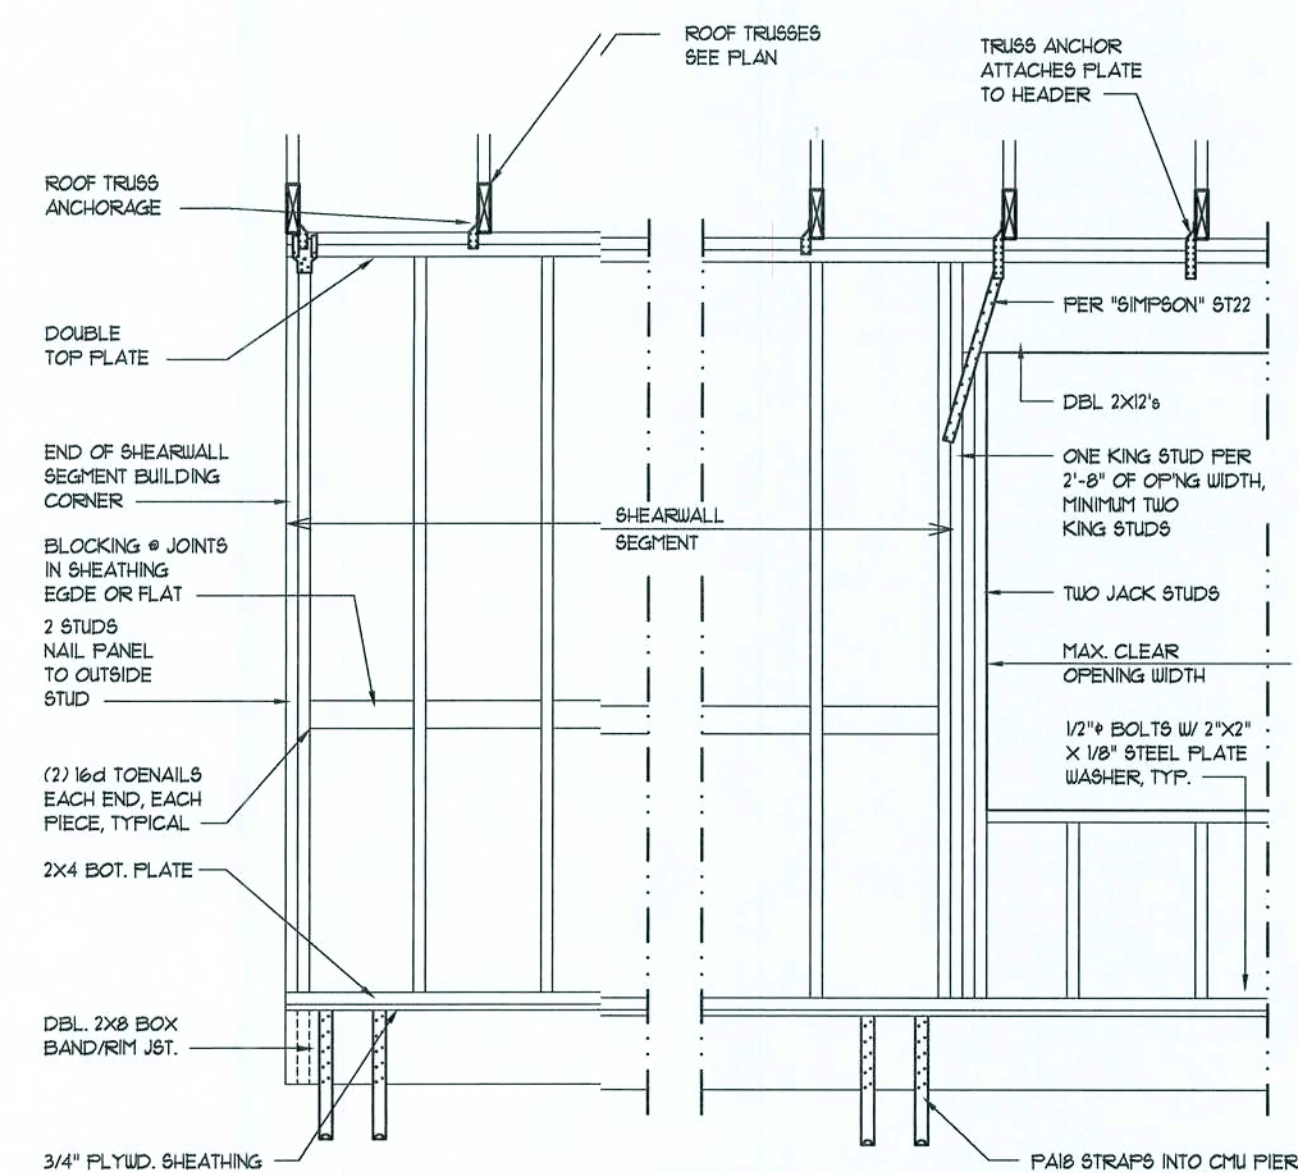 ROOF TRUSSES
SEE PLAN
TRUSS ANCHOR
ATTACHES PLATE
TO HEADER
ROOF TRUSS
ANCHORAGE
PER "SIMPSON" ST22
DOUBLE
TOP PLATE
DBL 2X12's
END OF SHEARWALL
SEGMENT BUILDING
CORNER
ONE KING STUD PER
2'-8" OF OP'NG WIDTH,
MINIMUM TWO
KING STUDS
SHEARWALL
SEGMENT
BLOCKING @ JOINTS
IN SHEATHING
EGDE OR FLAT
TWO JACK STUDS
2 STUDS
NAIL PANEL
TO OUTSIDE
STUD
MAX. CLEAR
OPENING WIDTH
1/2"φ BOLTS W/ 2"X2"
X 1/8" STEEL PLATE
WASHER, TYP.
(2) 16d TOENAILS
EACH END, EACH
PIECE, TYPICAL
2X4 BOT. PLATE
DBL. 2X8 BOX
BAND/RIM JST.
3/4" PLYWD. SHEATHING
PA18 STRAPS INTO CMU PIER